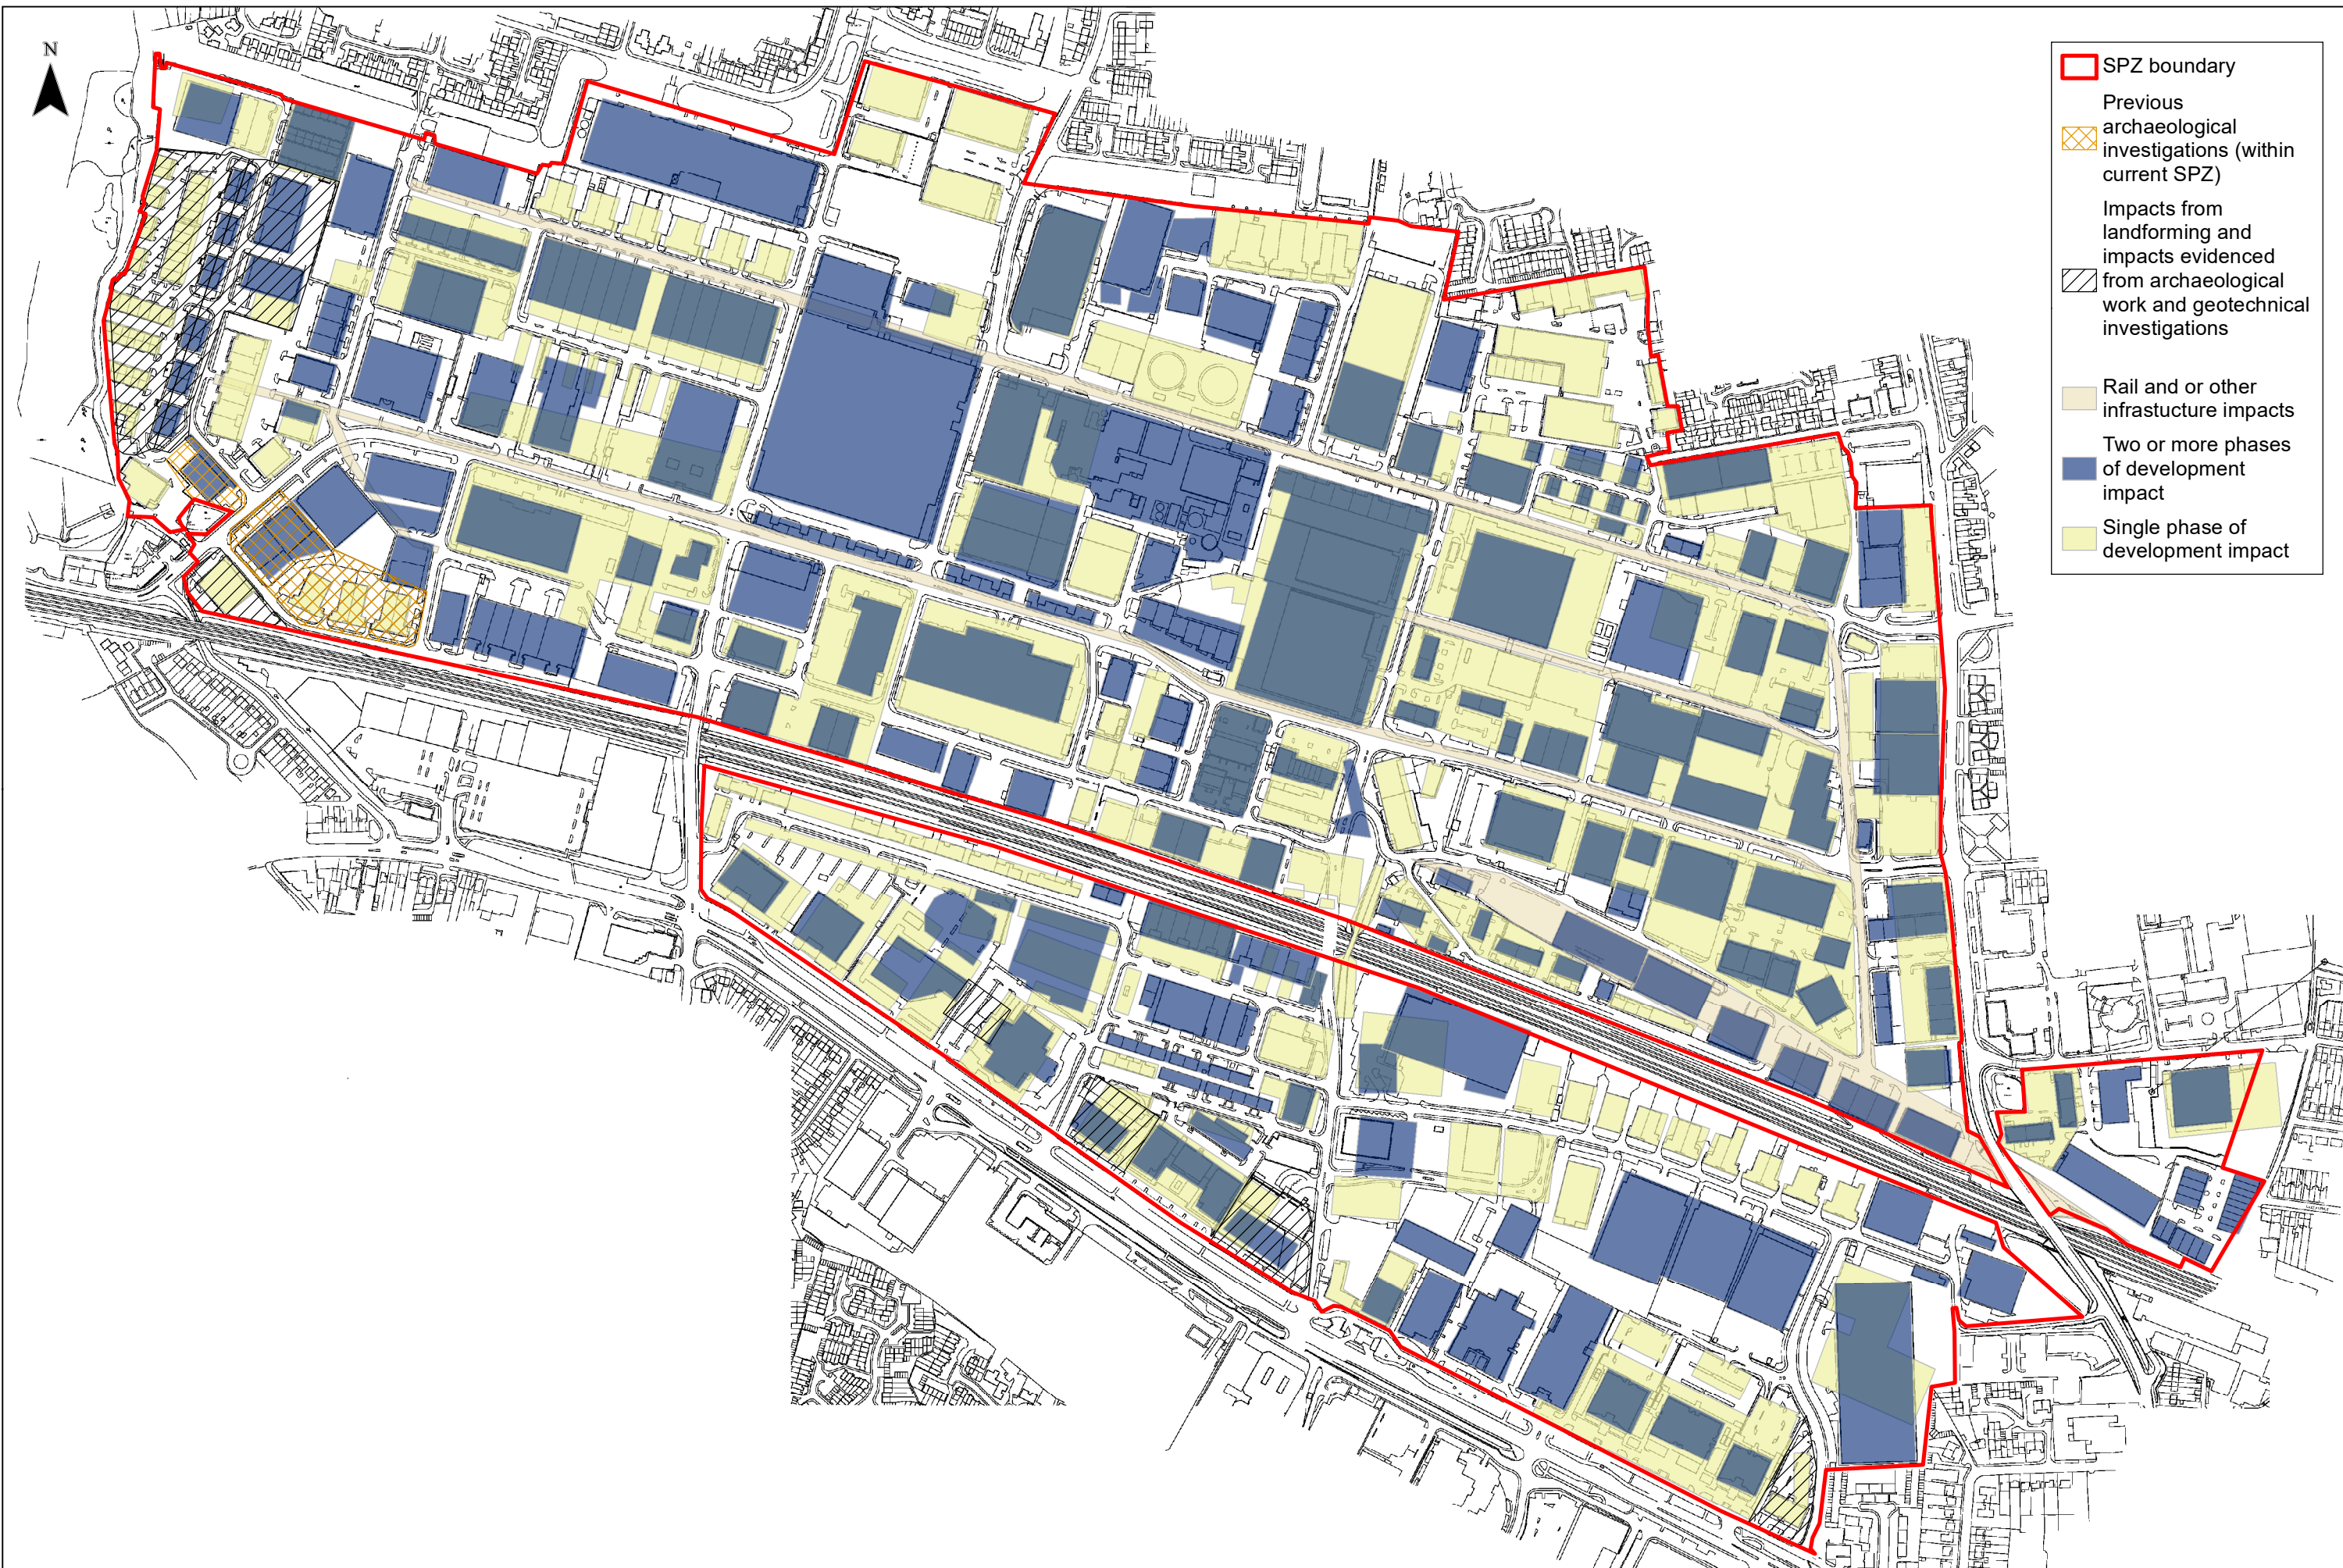 N
SPZ boundary
Previous
archaeological
investigations (within
current SPZ)
Impacts from
landforming and
impacts evidenced
from archaeological
work and geotechnical
investigations
Rail and or other
infrastucture impacts
Two or more phases
of development
impact
Single phase of
development impact